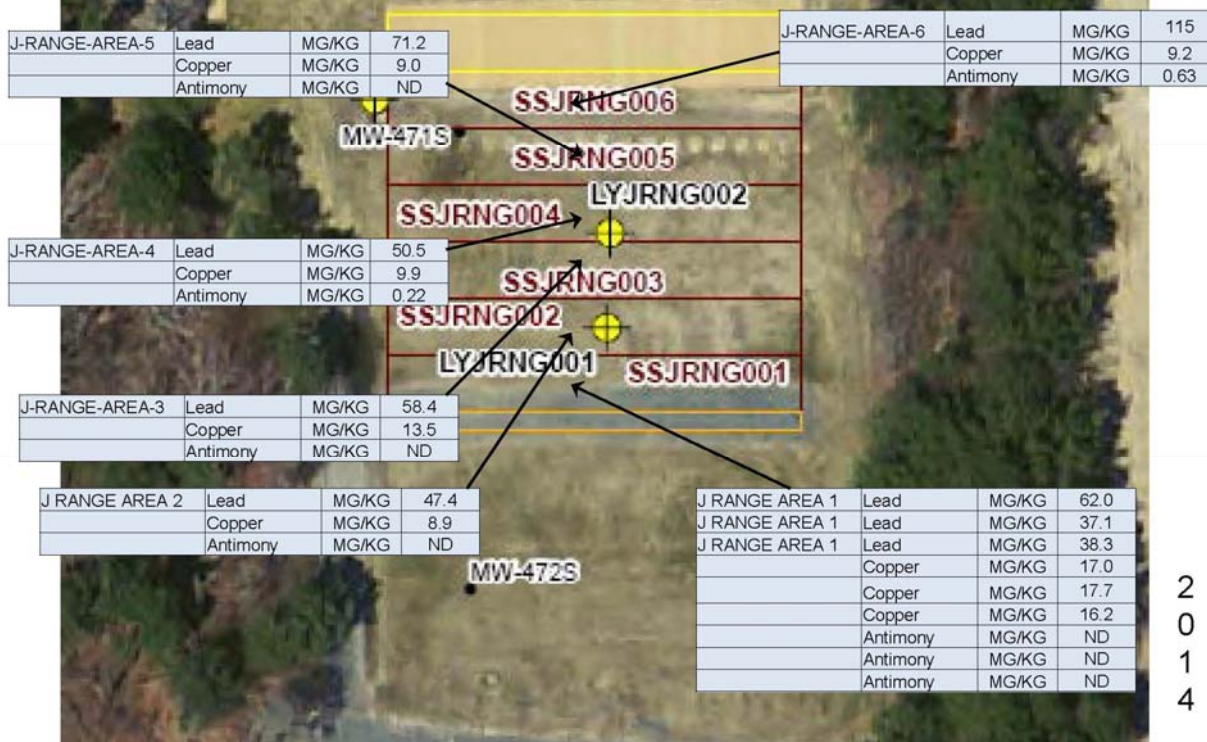 J-RANGE-AREA-5 Lead MG/KG 71.2
Copper MG/KG 9.0
Antimony MG/KG ND
J-RANGE-AREA-6 Lead MG/KG 115
Copper MG/KG 9.2
Antimony MG/KG 0.63
SSJRNG006
MW-471S
SSJRNG005
LYJRNG002
SSJRNG004
J-RANGE-AREA-4 Lead MG/KG 50.5
Copper MG/KG 9.9
Antimony MG/KG 0.22
SSJRNG003
SSJRNG002
LYJRNG001
SSJRNG001
J-RANGE-AREA-3 Lead MG/KG 58.4
Copper MG/KG 13.5
Antimony MG/KG ND
J RANGE AREA 2 Lead MG/KG 47.4
Copper MG/KG 8.9
Antimony MG/KG ND
J RANGE AREA 1 Lead MG/KG 62.0
J RANGE AREA 1 Lead MG/KG 37.1
J RANGE AREA 1 Lead MG/KG 38.3
Copper MG/KG 17.0
Copper MG/KG 17.7
Copper MG/KG 16.2
Antimony MG/KG ND
Antimony MG/KG ND
Antimony MG/KG ND
MW-472S
2
0
1
4